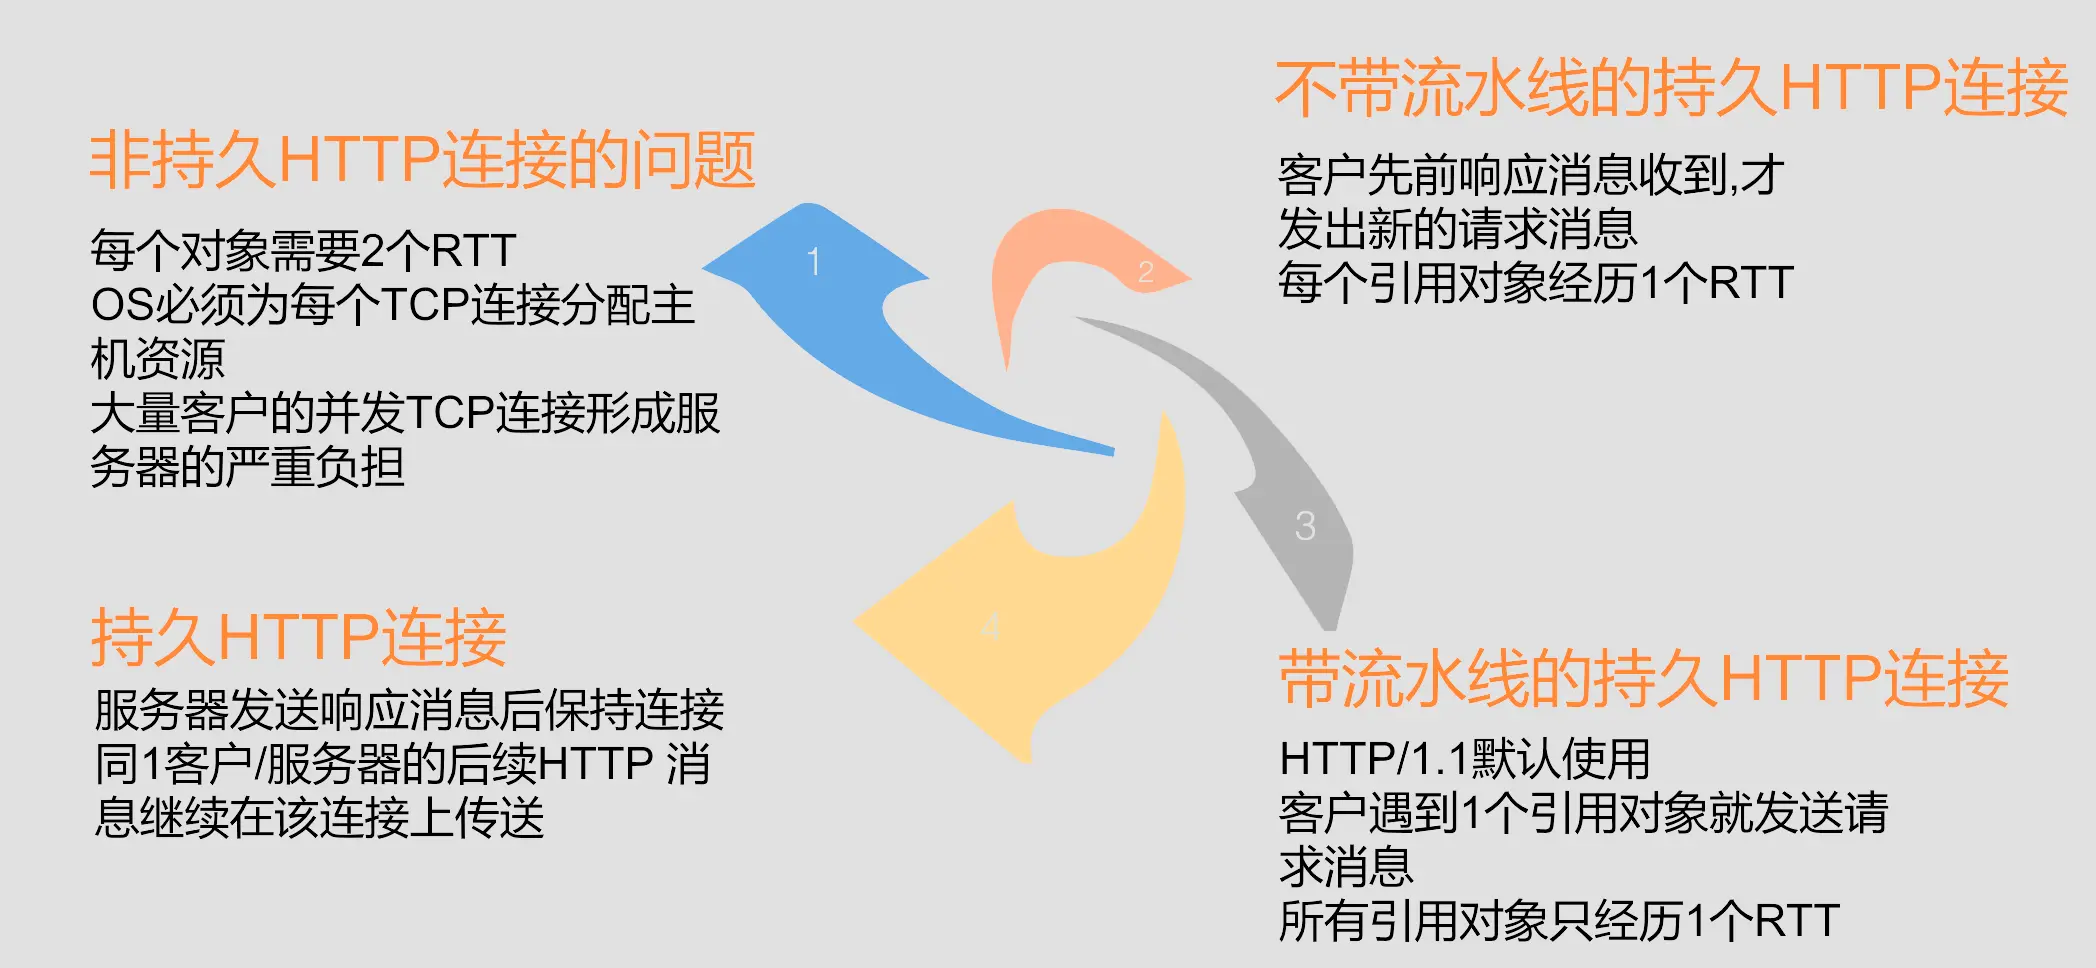 非持久HTTP连接的问题
每个对象需要2个RTT
OS必须为每个TCP连接分配主
机资源
大量客户的并发TCP连接形成服
务器的严重负担
1
2
不带流水线的持久HTTP连接
客户先前响应消息收到,才
发出新的请求消息
每个引用对象经历1个RTT
持久HTTP连接
服务器发送响应消息后保持连接
同1客户/服务器的后续HTTP 消
息继续在该连接上传送
4
3
带流水线的持久HTTP连接
HTTP/1.1默认使用
客户遇到1个引用对象就发送请
求消息
所有引用对象只经历1个RTT